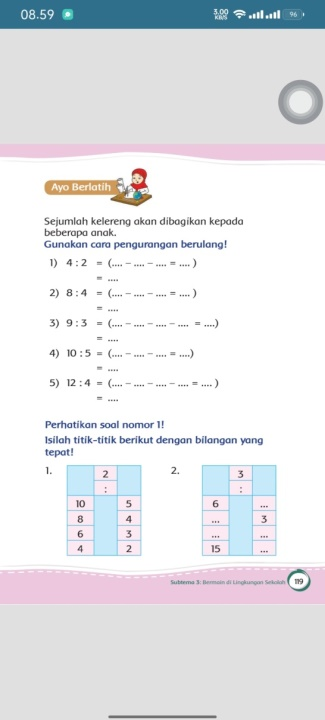 08.59
3.00
KB/S
96
Ayo Berlatih
Sejumlah kelereng akan dibagikan kepada
beberapa anak.
Gunakan cara pengurangan berulang!
1) 4 : 2 = (.... – .... – .... = .... )
= ....
2) 8 : 4 = (.... – .... – .... = .... )
= ....
3) 9 : 3 = (.... – .... – .... – .... = ....)
= ....
4) 10 : 5 = (.... – .... – .... = ....)
= ....
5) 12 : 4 = (.... – .... – .... – .... = .... )
= ....
Perhatikan soal nomor 1!
Isilah titik-titik berikut dengan bilangan yang
tepat!
1.
2
:
10 5
8 4
6 3
4 2
2.
3
:
6 ...
... 3
... ...
15 ...
Subtema 3: Bermain di Lingkungan Sekolah
119